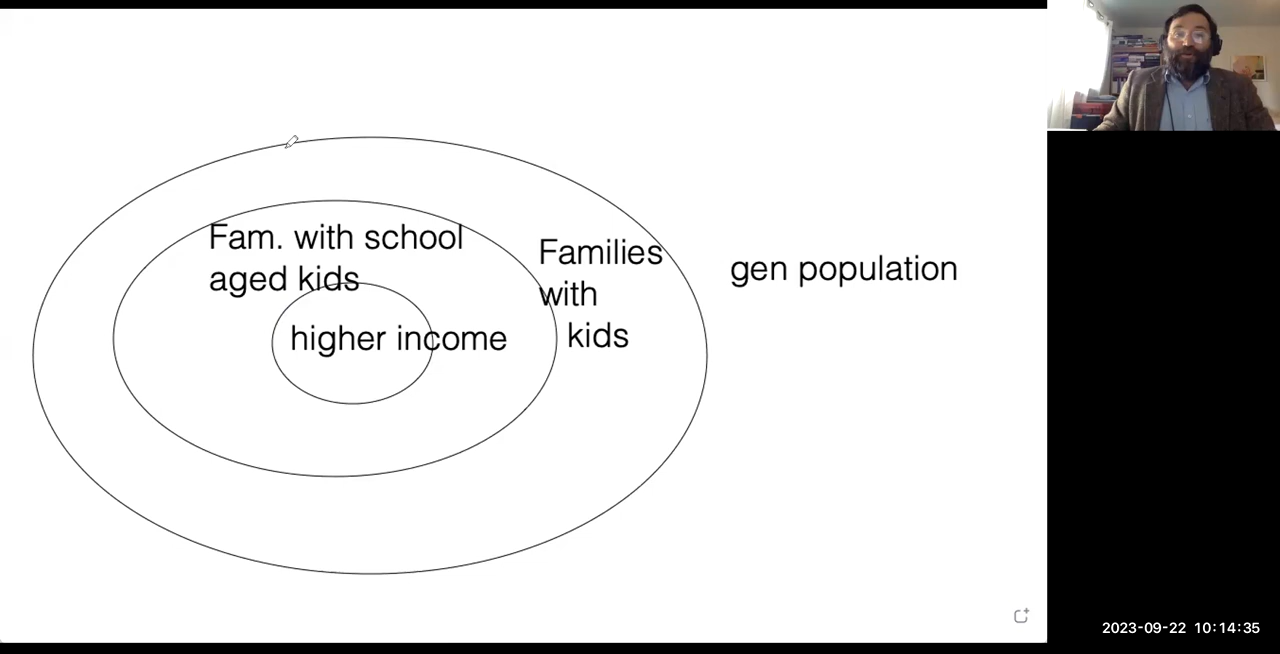 Fam. with school
aged kids
higher income
Families
with
kids
gen population
2023-09-22 10:14:35